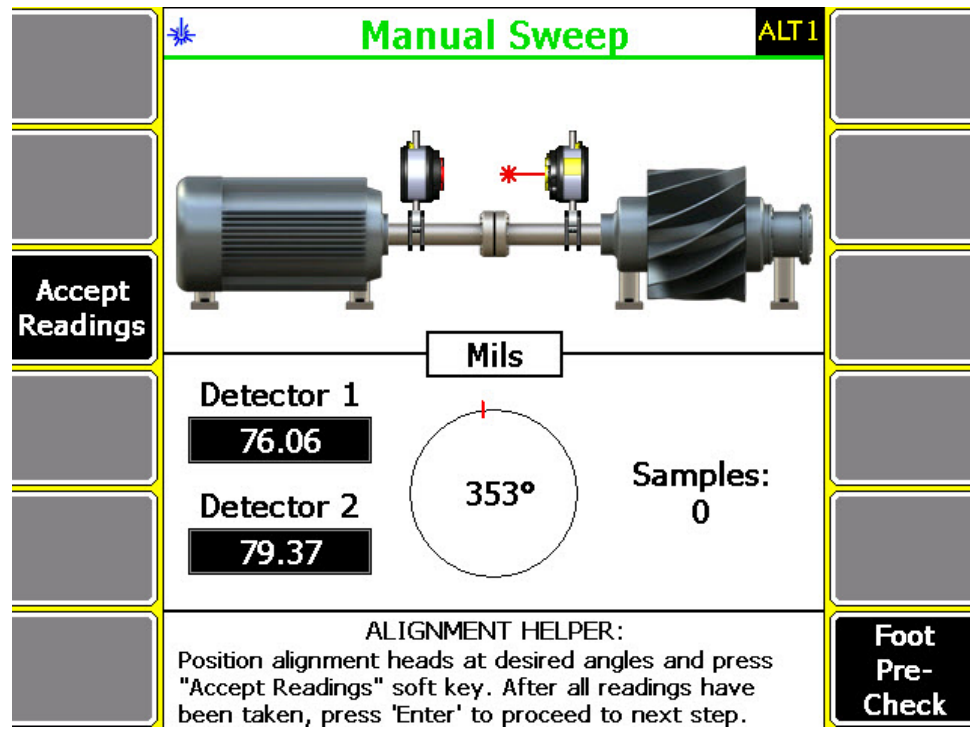 Manual Sweep
ALT1
Accept
Readings
Mils
Detector 1
76.06
353°
Samples:
0
Detector 2
79.37
ALIGNMENT HELPER:
Position alignment heads at desired angles and press
"Accept Readings" soft key. After all readings have
been taken, press 'Enter' to proceed to next step.
Foot
Pre-
Check